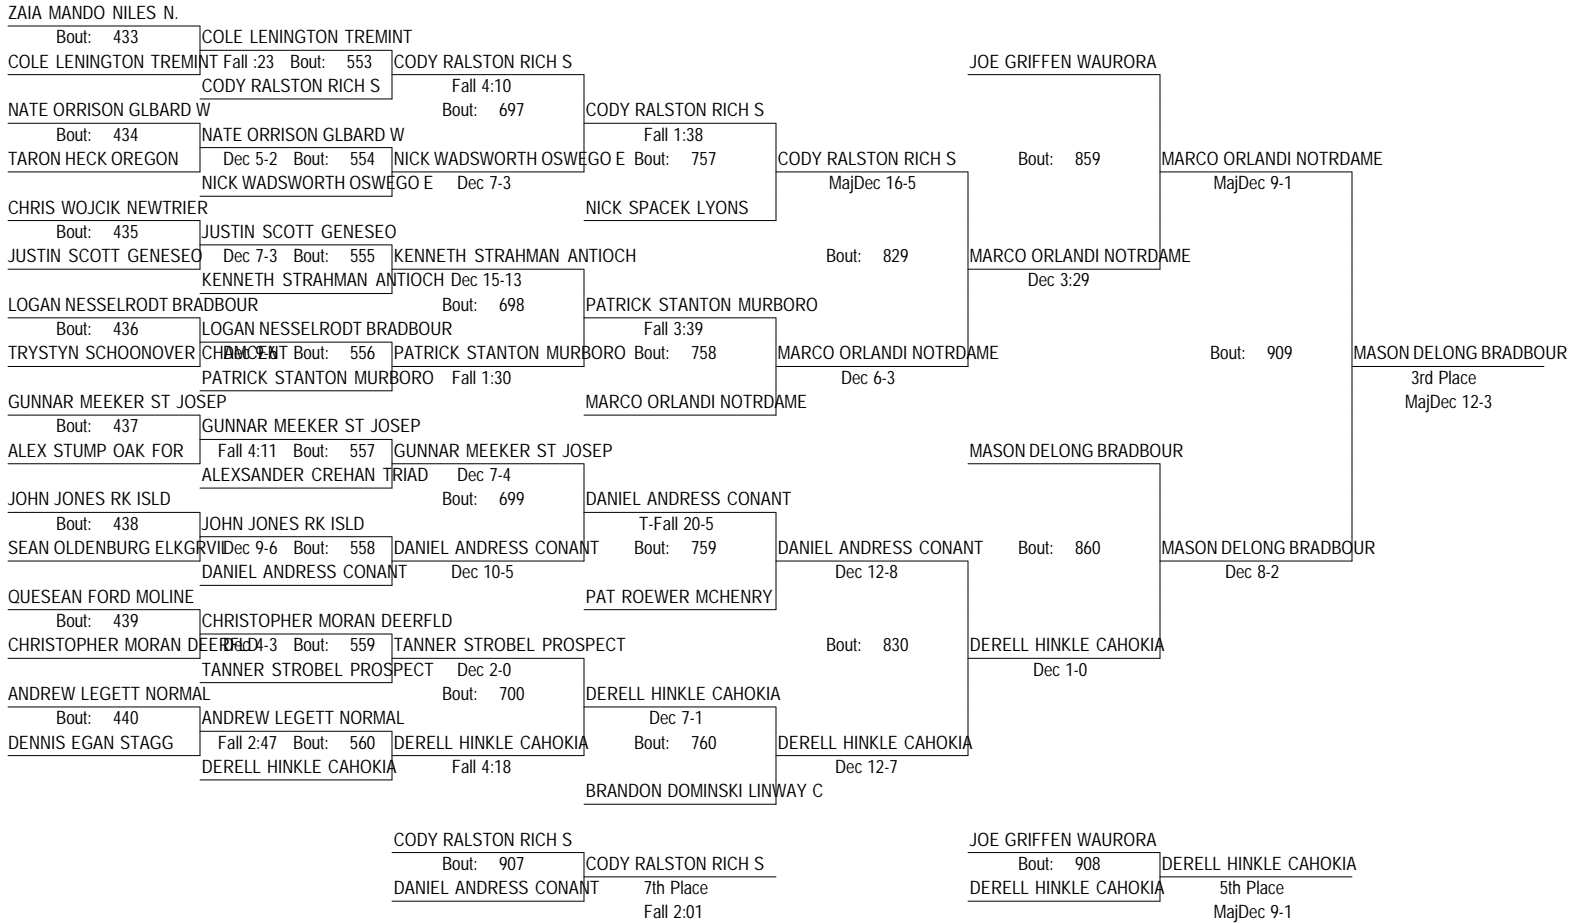 ZAIA MANDO NILES N.
Bout: 433
COLE LENINGTON TREMINT
COLE LENINGTON TREMINT
Fall :23 Bout: 553
CODY RALSTON RICH S
NATE ORRISON GLBARD W
Bout: 434
TARON HECK OREGON
NATE ORRISON GLBARD W
Dec 5-2 Bout: 554
NICK WADSWORTH OSWEGO E
CHRIS WOJCIK NEWTRIER
Bout: 435
JUSTIN SCOTT GENESEO
JUSTIN SCOTT GENESEO
Dec 7-3 Bout: 555
KENNETH STRAHMAN ANTIOCH
LOGAN NESSELRODT BRADBOUR
Bout: 436
TRYSTYN SCHOONOVER CHAMCENT
LOGAN NESSELRODT BRADBOUR
Dec 9-6 Bout: 556
PATRICK STANTON MURBORO
GUNNAR MEEKER ST JOSEP
Bout: 437
ALEX STUMP OAK FOR
GUNNAR MEEKER ST JOSEP
Fall 4:11 Bout: 557
ALEXSANDER CREHAN TRIAD
JOHN JONES RK ISLD
Bout: 438
SEAN OLDENBURG ELKGRVIL
JOHN JONES RK ISLD
Dec 9-6 Bout: 558
DANIEL ANDRESS CONANT
QUESEAN FORD MOLINE
Bout: 439
CHRISTOPHER MORAN DEERFLD
CHRISTOPHER MORAN DEERFLD
Dec 4-3 Bout: 559
TANNER STROBEL PROSPECT
ANDREW LEGETT NORMAL
Bout: 440
DENNIS EGAN STAGG
ANDREW LEGETT NORMAL
Fall 2:47 Bout: 560
DERELL HINKLE CAHOKIA
CODY RALSTON RICH S
Fall 4:10
Bout: 697
NICK WADSWORTH OSWEGO E
Dec 7-3
KENNETH STRAHMAN ANTIOCH
Dec 15-13
Bout: 698
PATRICK STANTON MURBORO
Fall 1:30
GUNNAR MEEKER ST JOSEP
Dec 7-4
Bout: 699
DANIEL ANDRESS CONANT
Dec 10-5
TANNER STROBEL PROSPECT
Dec 2-0
Bout: 700
DERELL HINKLE CAHOKIA
Fall 4:18
CODY RALSTON RICH S
Fall 1:38
Bout: 757
NICK SPACEK LYONS
PATRICK STANTON MURBORO
Fall 3:39
Bout: 758
MARCO ORLANDI NOTRDAME
DANIEL ANDRESS CONANT
T-Fall 20-5
Bout: 759
PAT ROEWER MCHENRY
DERELL HINKLE CAHOKIA
Dec 7-1
Bout: 760
BRANDON DOMINSKI LINWAY C
CODY RALSTON RICH S
MajDec 16-5
Bout: 829
MARCO ORLANDI NOTRDAME
Dec 6-3
DANIEL ANDRESS CONANT
Dec 12-8
Bout: 830
DERELL HINKLE CAHOKIA
Dec 12-7
JOE GRIFFEN WAURORA
Bout: 859
MARCO ORLANDI NOTRDAME
Dec 3:29
MASON DELONG BRADBOUR
Bout: 860
DERELL HINKLE CAHOKIA
Dec 1-0
MARCO ORLANDI NOTRDAME
MajDec 9-1
Bout: 909
MASON DELONG BRADBOUR
Dec 8-2
MASON DELONG BRADBOUR
3rd Place
MajDec 12-3
CODY RALSTON RICH S
Bout: 907
DANIEL ANDRESS CONANT
CODY RALSTON RICH S
7th Place
Fall 2:01
JOE GRIFFEN WAURORA
Bout: 908
DERELL HINKLE CAHOKIA
DERELL HINKLE CAHOKIA
5th Place
MajDec 9-1